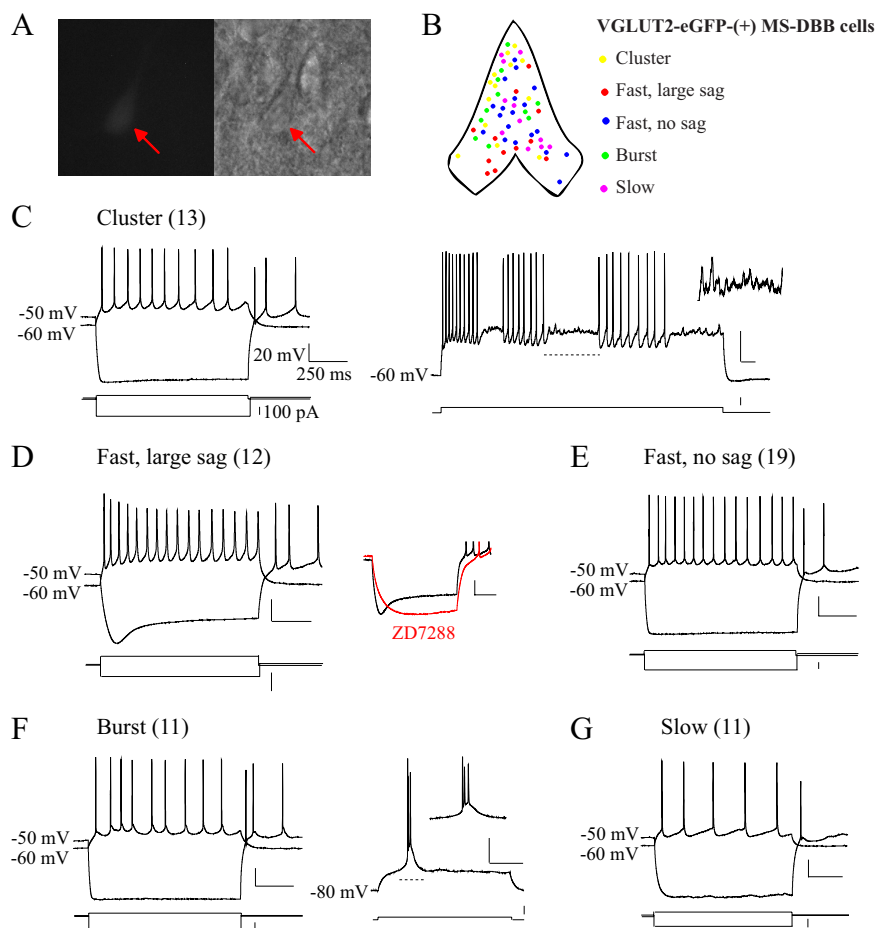 A
B
VGLUT2-eGFP-(+) MS-DBB cells
Cluster
Fast, large sag
Fast, no sag
Burst
Slow
C
Cluster (13)
-50 mV
-60 mV
20 mV
250 ms
100 pA
-60 mV
D
Fast, large sag (12)
-50 mV
-60 mV
ZD7288
E
Fast, no sag (19)
-50 mV
-60 mV
F
Burst (11)
-50 mV
-60 mV
-80 mV
G
Slow (11)
-50 mV
-60 mV